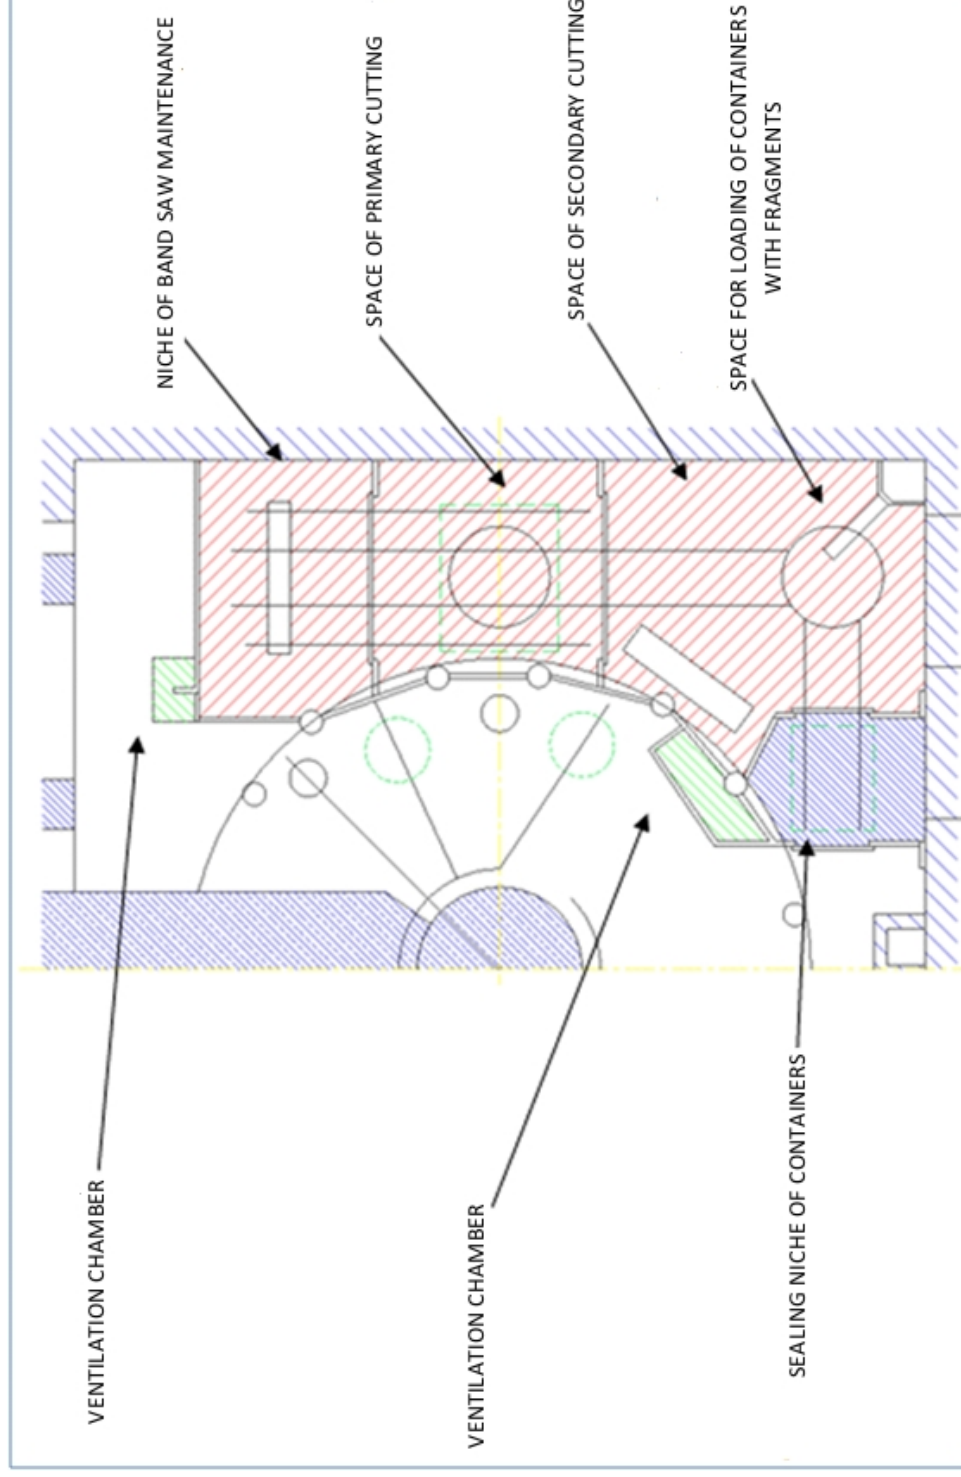 NICHE OF BAND SAW MAINTENANCE
SPACE OF PRIMARY CUTTING
SPACE OF SECONDARY CUTTING
SPACE FOR LOADING OF CONTAINERS
WITH FRAGMENTS
VENTILATION CHAMBER
VENTILATION CHAMBER
SEALING NICHE OF CONTAINERS